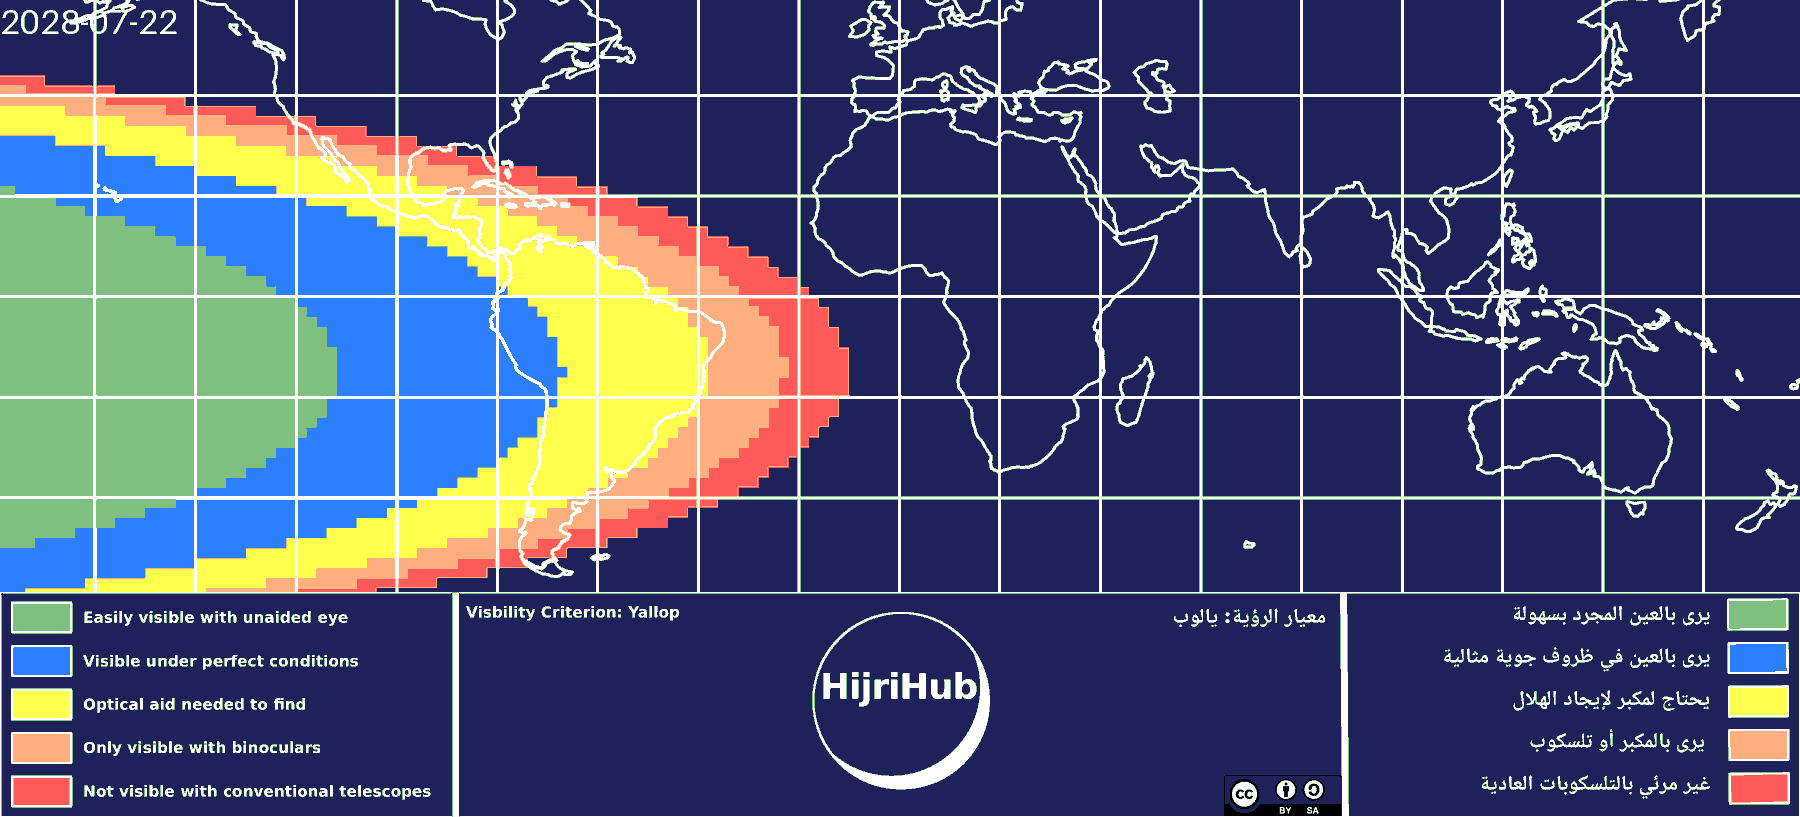 2028-07-22
Easily visible with unaided eye
Visible under perfect conditions
Optical aid needed to find
Only visible with binoculars
Not visible with conventional telescopes
Visbility Criterion: Yallop
HijriHub
معيار الرؤية: يالوب
cc
BY SA
يرى بالعين المجرد بسهولة
يرى بالعين في ظروف جوية مثالية
يحتاج لمكبر لإيجاد الهلال
يرى بالمكبر أو تلسكوب
غير مرئي بالتلسكوبات العادية